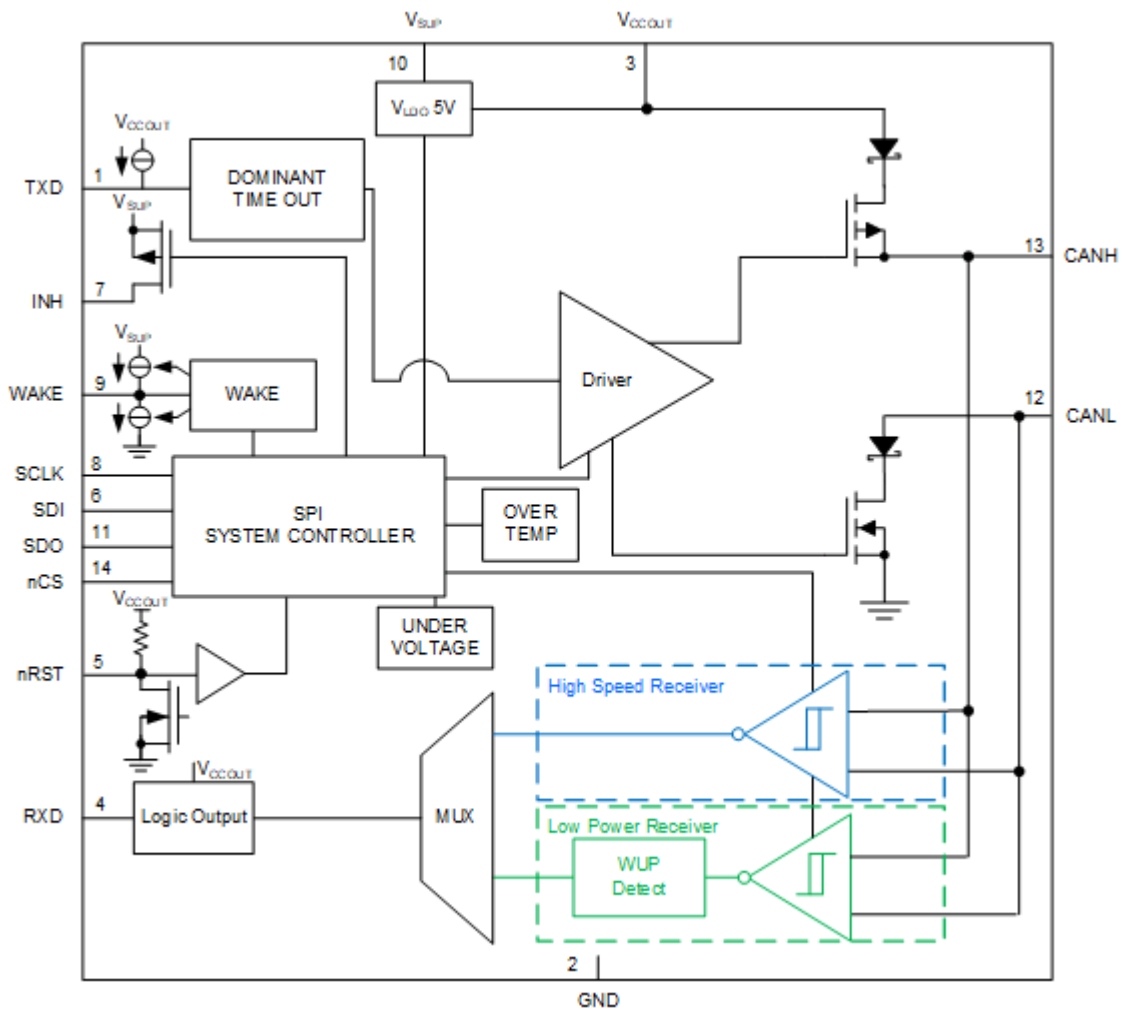 VSUP
VCCOUT
10
3
VLDO 5V
VCCOUT
TXD
1
DOMINANT
TIME OUT
VSUP
INH
7
13
CANH
VSUP
WAKE
9
WAKE
Driver
12
CANL
SCLK
8
SDI
6
SDO
11
nCS
14
SPI
SYSTEM CONTROLLER
OVER
TEMP
VCCOUT
UNDER
VOLTAGE
nRST
5
High Speed Receiver
VCCOUT
RXD
4
Logic Output
MUX
Low Power Receiver
WUP
Detect
2
GND